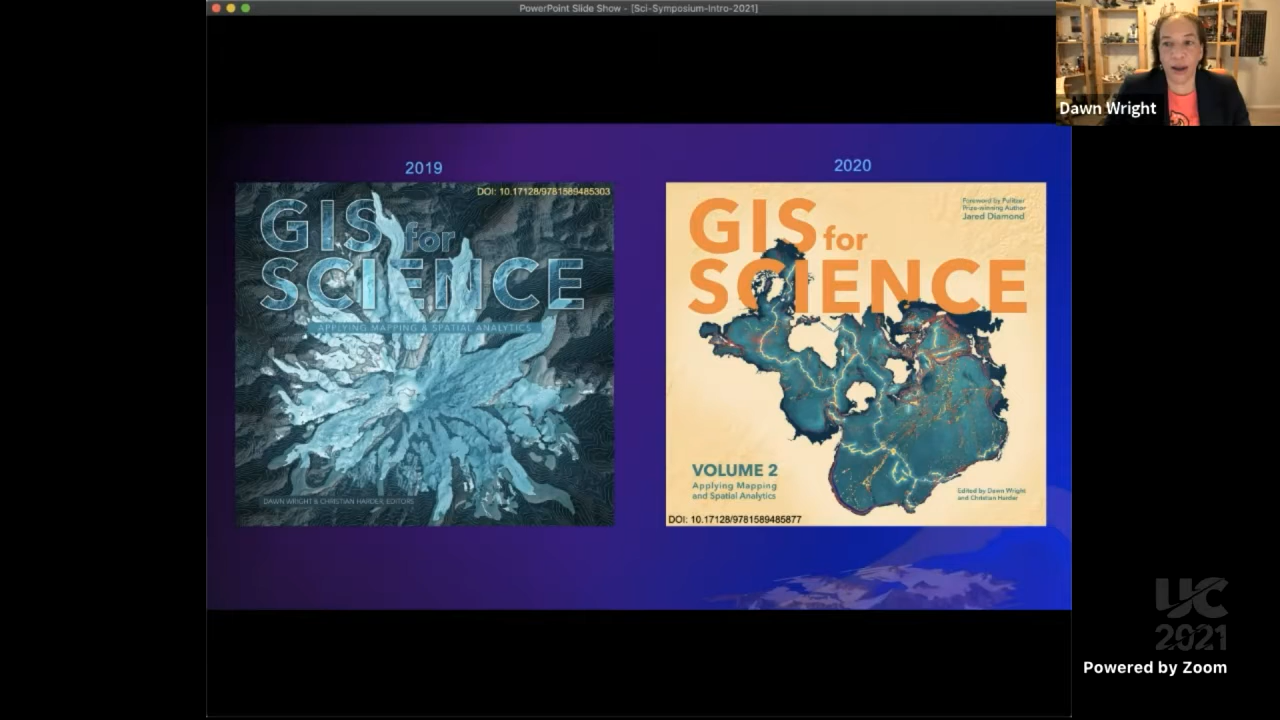 PowerPoint Slide Show - [Sci-Symposium-Intro-2021]
Dawn Wright
2019
DOI: 10.17128/9781589485303
GIS for
SCIENCE
APPLYING MAPPING & SPATIAL ANALYTICS
DAWN WRIGHT & CHRISTIAN HARDER, EDITORS
2020
Foreword by Pulitzer
Prize-winning Author
Jared Diamond
GIS for
SCIENCE
VOLUME 2
Applying Mapping
and Spatial Analytics
Edited by Dawn Wright
and Christian Harder
DOI: 10.17128/9781589485877
UC
2021
Powered by Zoom